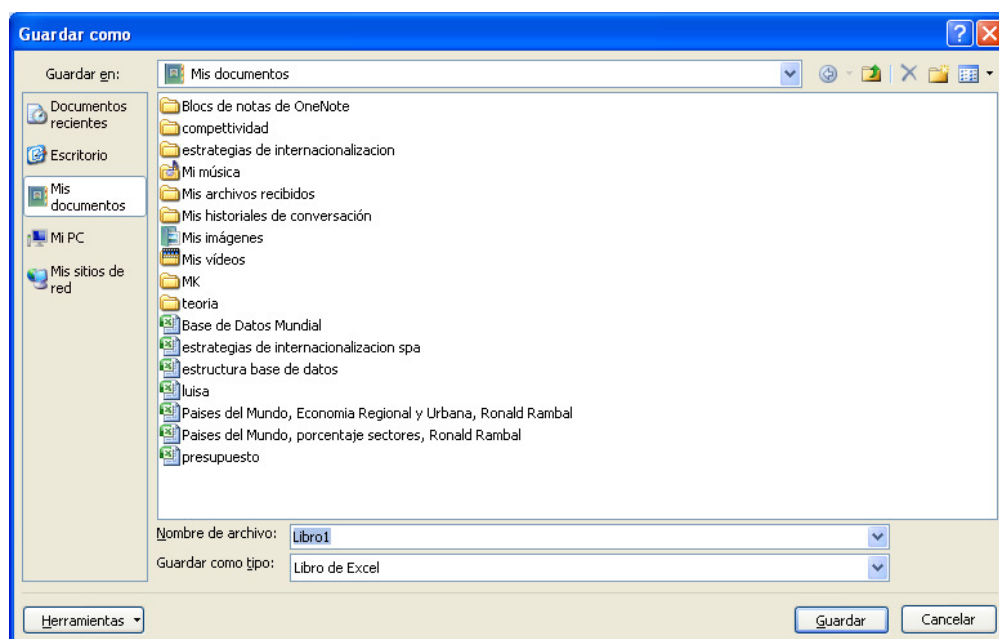 Guardar como
Guardar en:
Mis documentos
Documentos
recientes
Escritorio
Mis
documentos
Mi PC
Mis sitios de
red
Blocs de notas de OneNote
compettividad
estrategias de internacionalizacion
Mi música
Mis archivos recibidos
Mis historiales de conversación
Mis imágenes
Mis vídeos
MK
teoria
Base de Datos Mundial
estrategias de internacionalizacion spa
estructura base de datos
luisa
Paises del Mundo, Economia Regional y Urbana, Ronald Rambal
Paises del Mundo, porcentaje sectores, Ronald Rambal
presupuesto
Nombre de archivo:
Libro1
Guardar como tipo:
Libro de Excel
Herramientas
Guardar
Cancelar